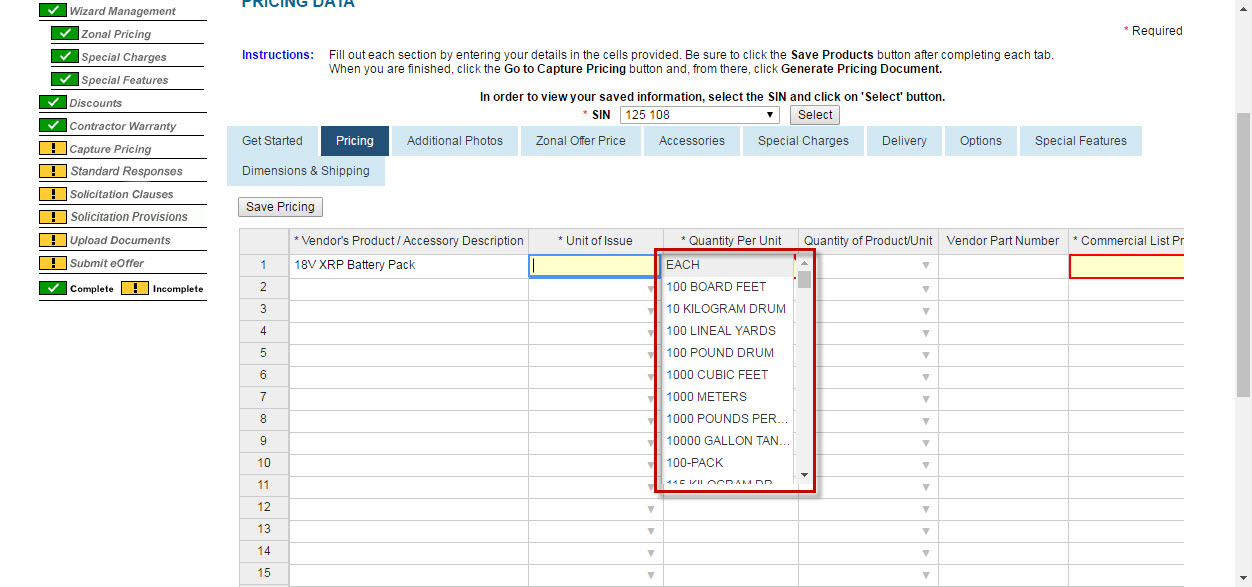 PRICING DATA
* Required
Instructions: Fill out each section by entering your details in the cells provided. Be sure to click the Save Products button after completing each tab.
When you are finished, click the Go to Capture Pricing button and, from there, click Generate Pricing Document.
In order to view your saved information, select the SIN and click on 'Select' button.
* SIN 125 108 Select
Wizard Management
Zonal Pricing
Special Charges
Special Features
Discounts
Contractor Warranty
Capture Pricing
Standard Responses
Solicitation Clauses
Solicitation Provisions
Upload Documents
Submit eOffer
Complete Incomplete
Get Started Pricing Additional Photos Zonal Offer Price Accessories Special Charges Delivery Options Special Features
Dimensions & Shipping
Save Pricing
* Vendor's Product / Accessory Description * Unit of Issue * Quantity Per Unit Quantity of Product/Unit Vendor Part Number * Commercial List Pr
1 18V XRP Battery Pack EACH
2 100 BOARD FEET
3 10 KILOGRAM DRUM
4 100 LINEAL YARDS
5 100 POUND DRUM
6 1000 CUBIC FEET
7 1000 METERS
8 1000 POUNDS PER...
9 10000 GALLON TAN...
10 100-PACK
11 115 KILOGRAM DR
12
13
14
15